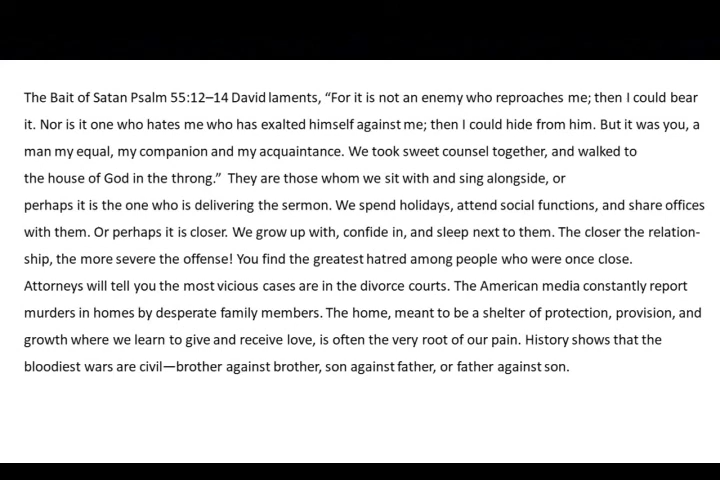 The Bait of Satan Psalm 55:12–14 David laments, “For it is not an enemy who reproaches me; then I could bear
it. Nor is it one who hates me who has exalted himself against me; then I could hide from him. But it was you, a
man my equal, my companion and my acquaintance. We took sweet counsel together, and walked to
the house of God in the throng.” They are those whom we sit with and sing alongside, or
perhaps it is the one who is delivering the sermon. We spend holidays, attend social functions, and share offices
with them. Or perhaps it is closer. We grow up with, confide in, and sleep next to them. The closer the relation-
ship, the more severe the offense! You find the greatest hatred among people who were once close.
Attorneys will tell you the most vicious cases are in the divorce courts. The American media constantly report
murders in homes by desperate family members. The home, meant to be a shelter of protection, provision, and
growth where we learn to give and receive love, is often the very root of our pain. History shows that the
bloodiest wars are civil—brother against brother, son against father, or father against son.